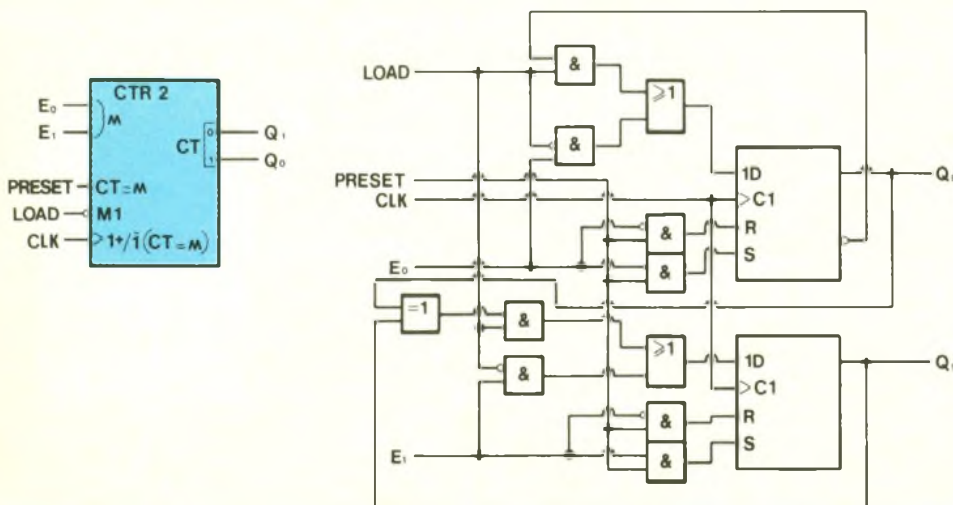 CTR 2
E₀
E₁
M
CT
0
1
Q₁
Q₀
PRESET
CT=M
LOAD
M1
CLK
1+/1̄(CT=M)
LOAD
&
≥1
&
PRESET
CLK
1D
C1
R
S
Q
&
&
E₀
=1
&
≥1
&
1D
C1
R
S
Q
&
&
E₁